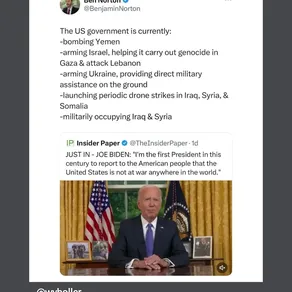 Ben Norton
@BenjaminNorton
The US government is currently:
-bombing Yemen
-arming Israel, helping it carry out genocide in
Gaza & attack Lebanon
-arming Ukraine, providing direct military
assistance on the ground
-launching periodic drone strikes in Iraq, Syria, &
Somalia
-militarily occupying Iraq & Syria
Insider Paper @TheInsiderPaper · 1d
JUST IN - JOE BIDEN: "I'm the first President in this
century to report to the American people that the
United States is not at war anywhere in the world."